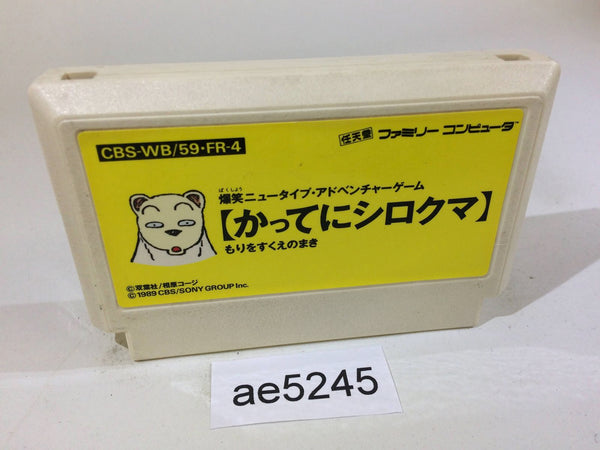 任天堂 ファミリー コンピュータ™
CBS-WB/59・FR-4
ばくしょう
爆笑ニュータイプ・アドベンチャーゲーム
【かってにシロクマ】
もりをすくえのまき
©双葉社/相原コージ
©1989 CBS/SONY GROUP Inc.
ae5245